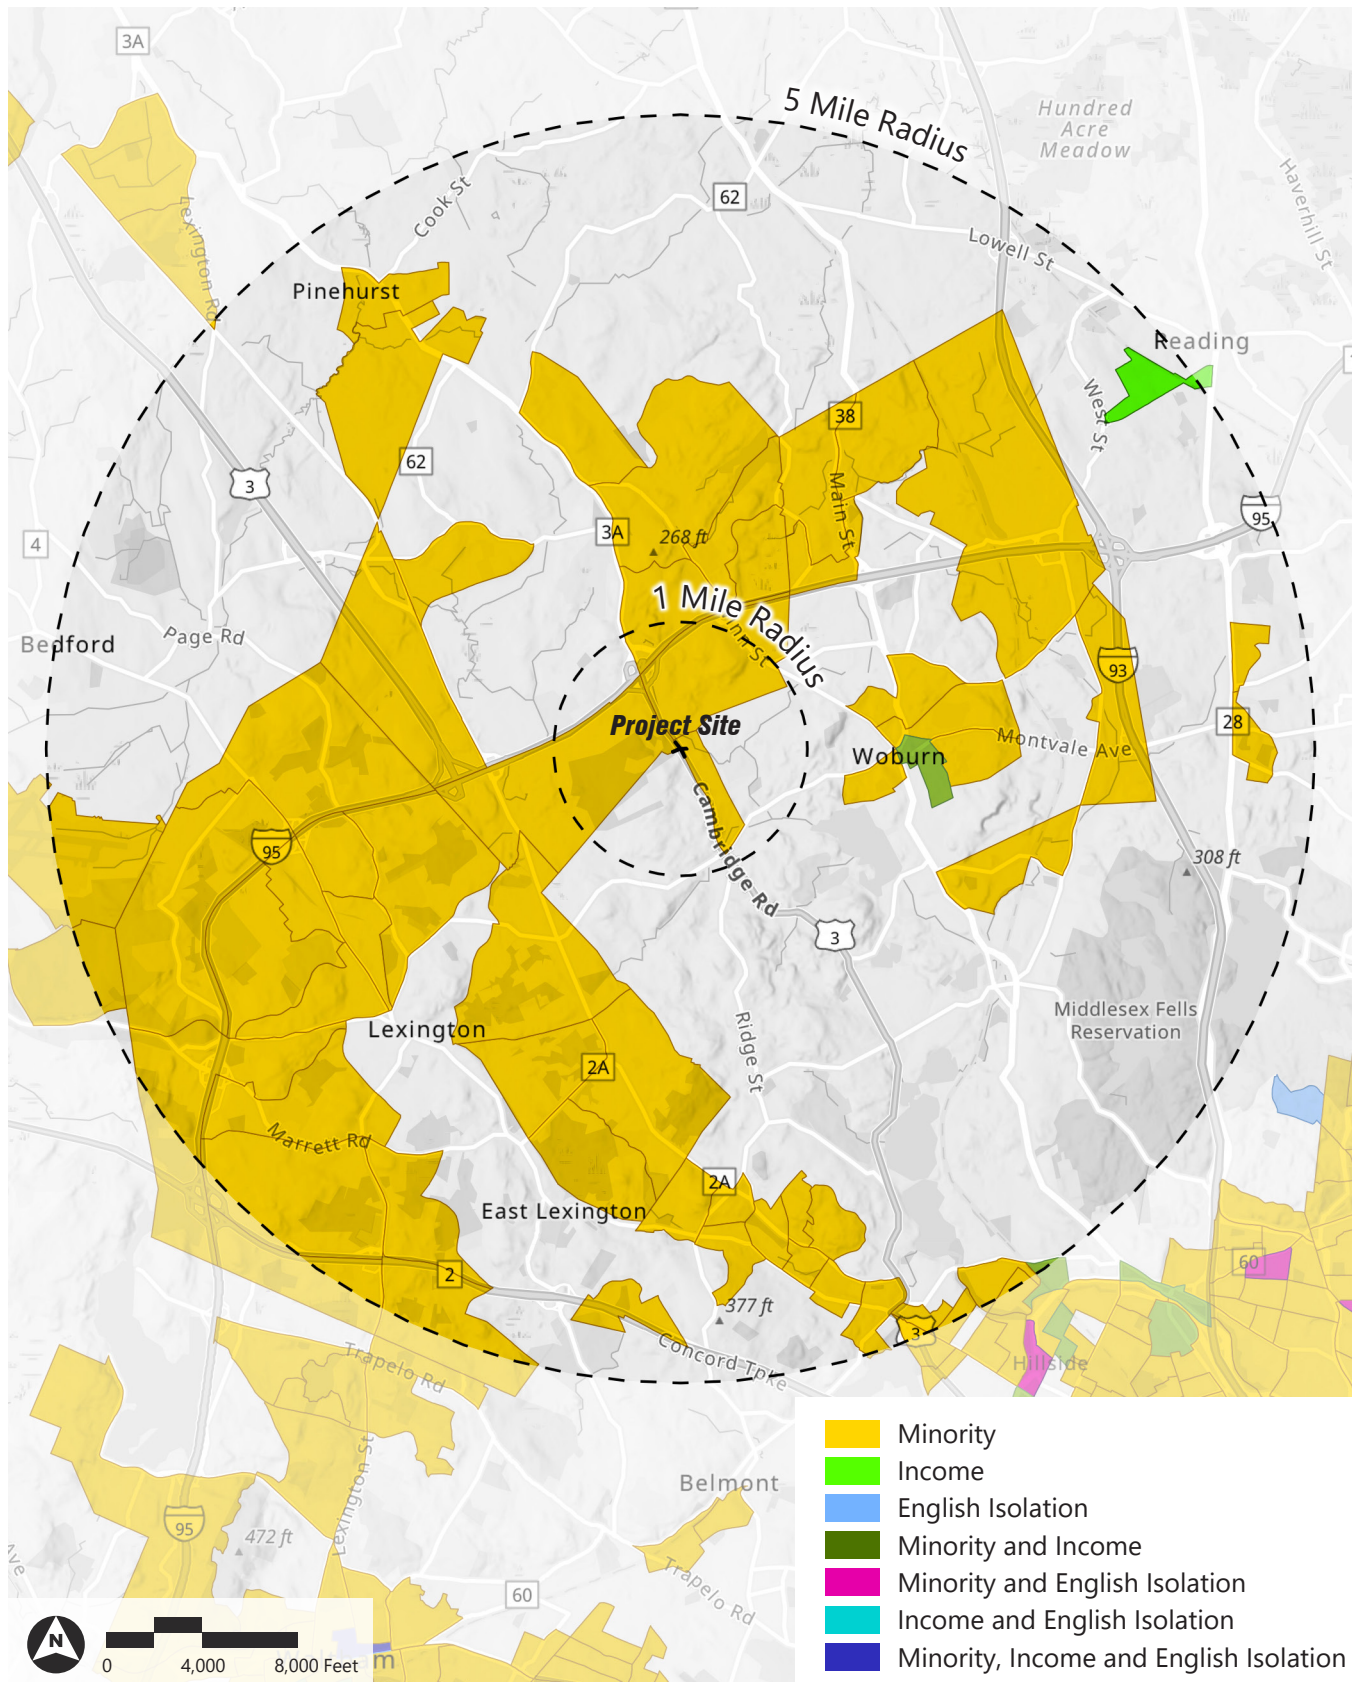 3A
5 Mile Radius
Hundred
Acre
Meadow
Haverhill St
Cook St
62
Lexington Rd
Lowell St
Pinehurst
Reading
West St
38
62
3
Main St
95
3A
268 ft
4
1 Mile Radius
Inn St
Page Rd
Bedford
93
28
Project Site
Montvale Ave
Woburn
Cambridge Rd
95
308 ft
3
Middlesex Fells
Reservation
Lexington
Ridge St
2A
Marrett Rd
2A
East Lexington
60
2
377 ft
3
Concord Tpke
Hillside
Trapelo Rd
Lexington St
Belmont
95
472 ft
Ave
Trapelo Rd
60
N
0
4,000
8,000 Feet
Minority
Income
English Isolation
Minority and Income
Minority and English Isolation
Income and English Isolation
Minority, Income and English Isolation